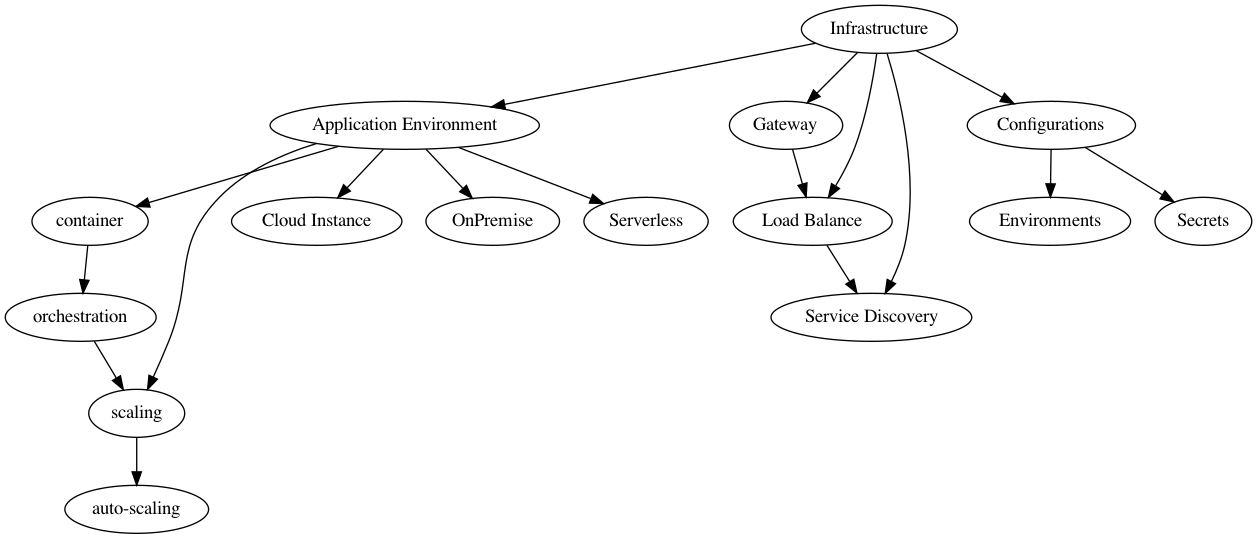 Infrastructure
Application Environment
Gateway
Configurations
container
Cloud Instance
OnPremise
Serverless
Load Balance
Environments
Secrets
orchestration
Service Discovery
scaling
auto-scaling